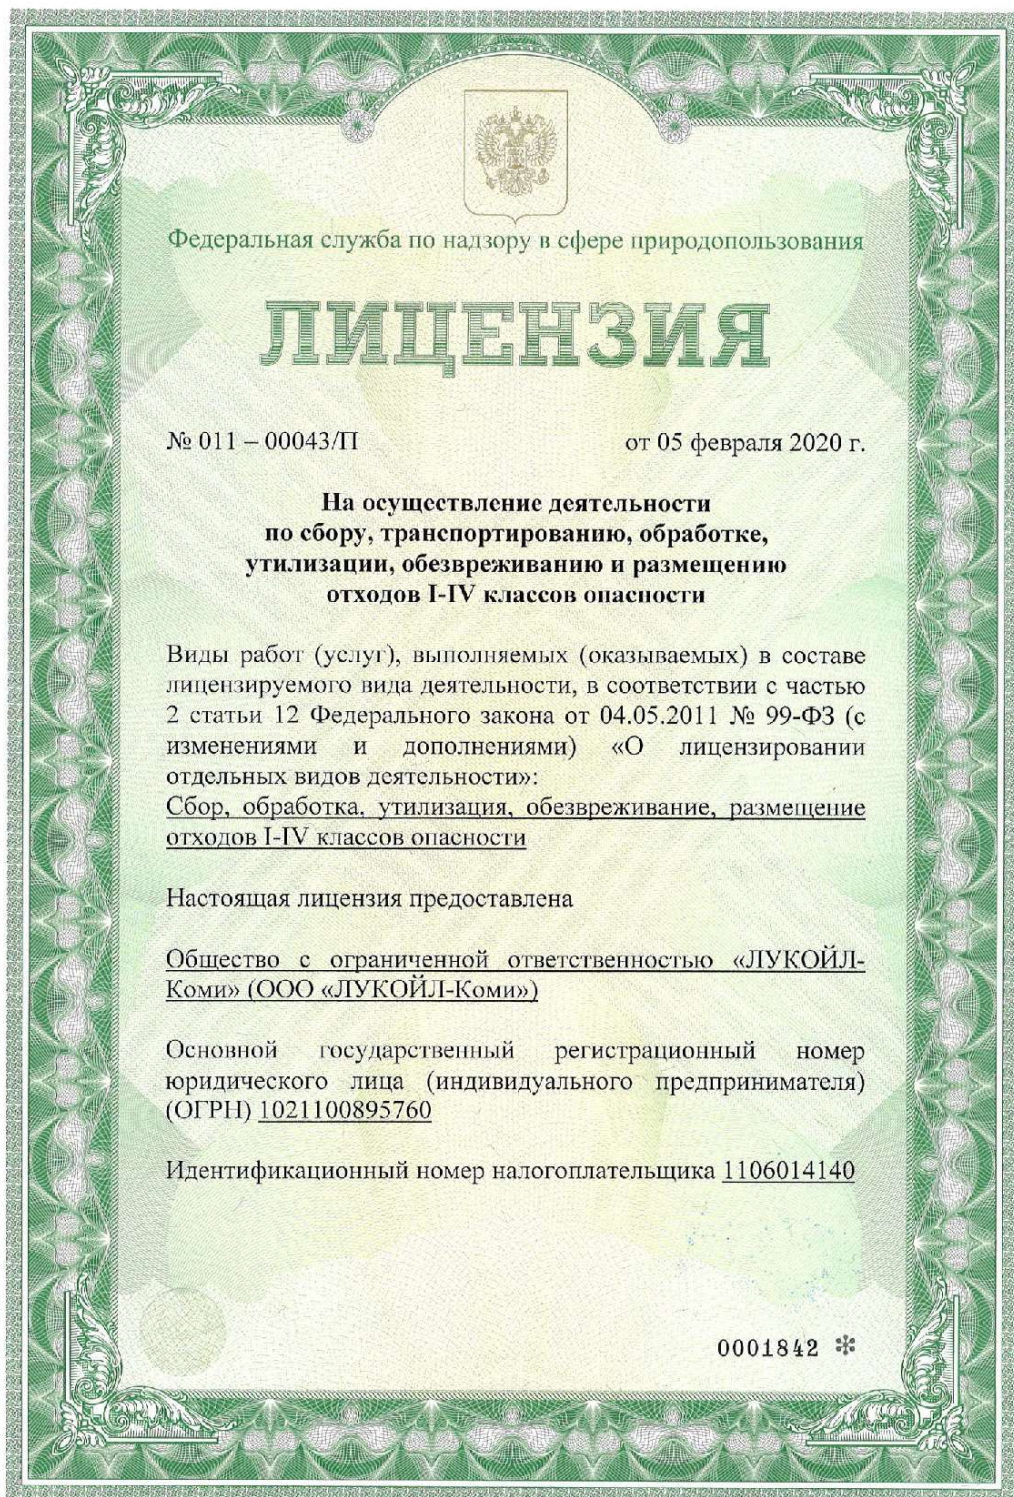 Федеральная служба по надзору в сфере природопользования
ЛИЦЕНЗИЯ
№ 011 – 00043/П от 05 февраля 2020 г.
На осуществление деятельности
по сбору, транспортированию, обработке,
утилизации, обезвреживанию и размещению
отходов I-IV классов опасности
Виды работ (услуг), выполняемых (оказываемых) в составе
лицензируемого вида деятельности, в соответствии с частью
2 статьи 12 Федерального закона от 04.05.2011 № 99-ФЗ (с
изменениями и дополнениями) «О лицензировании
отдельных видов деятельности»:
Сбор, обработка, утилизация, обезвреживание, размещение
отходов I-IV классов опасности
Настоящая лицензия предоставлена
Общество с ограниченной ответственностью «ЛУКОЙЛ-
Коми» (ООО «ЛУКОЙЛ-Коми»)
Основной государственный регистрационный номер
юридического лица (индивидуального предпринимателя)
(ОГРН) 1021100895760
Идентификационный номер налогоплательщика 1106014140
0001842 ✻